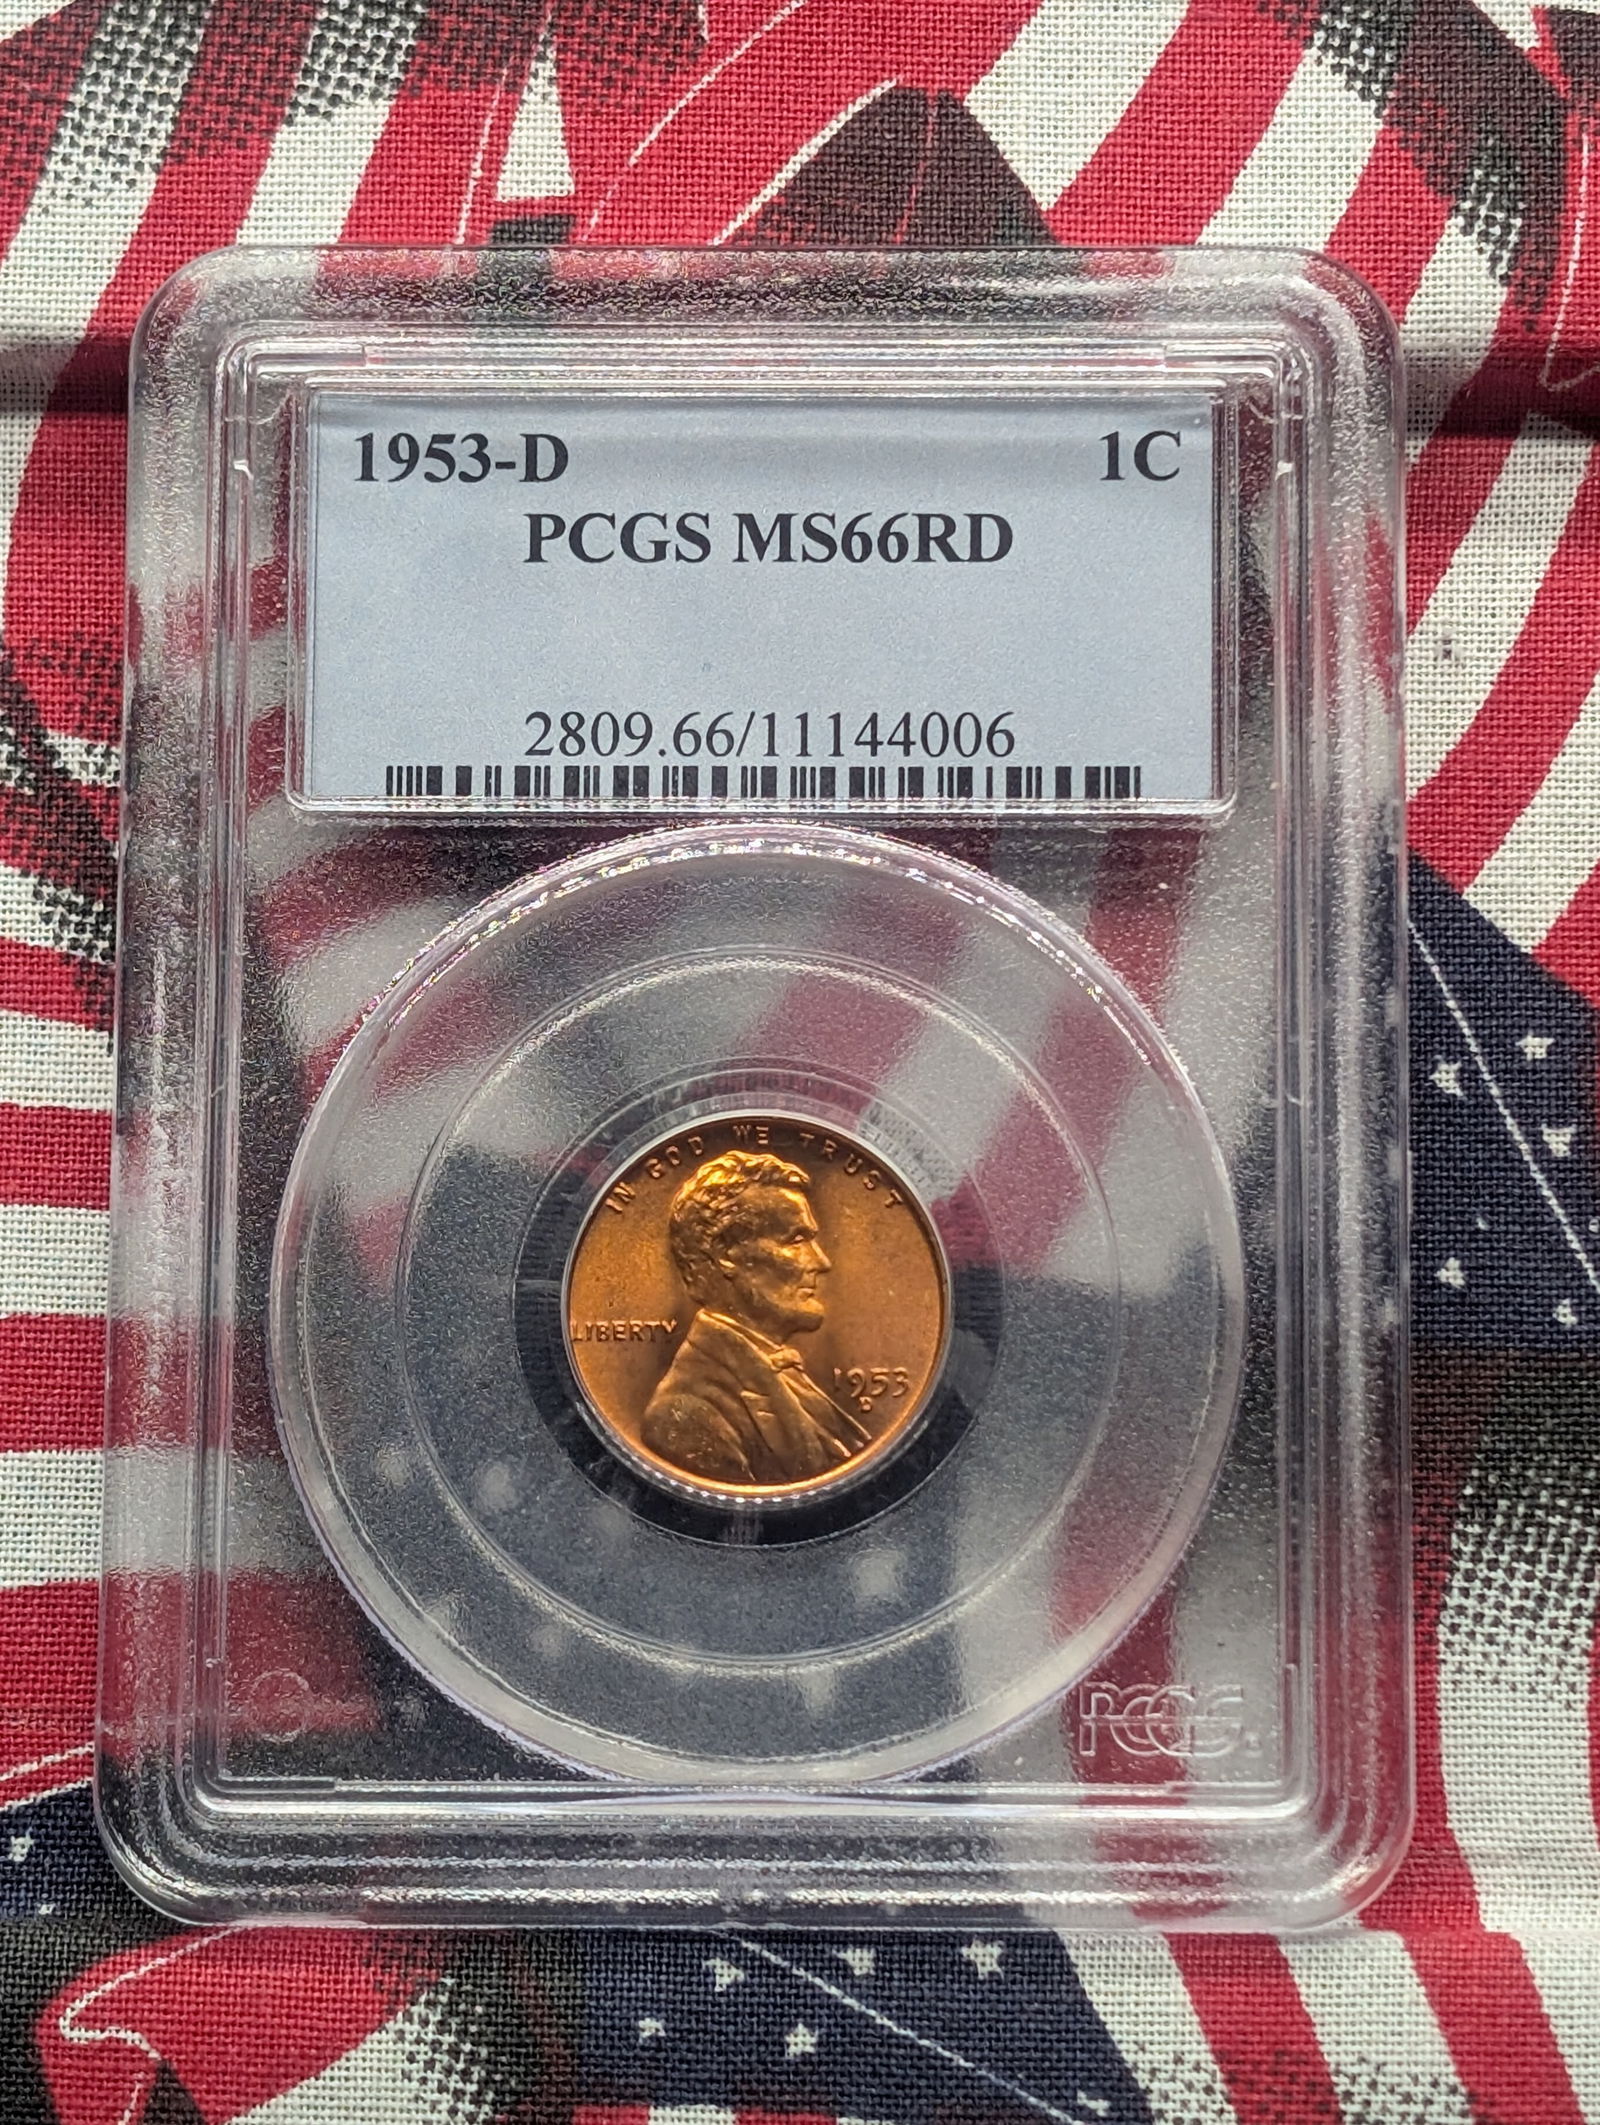 1953-D 1C
PCGS MS66RD
2809.66/11144006
IN GOD WE TRUST
LIBERTY
1953
D
PCGS